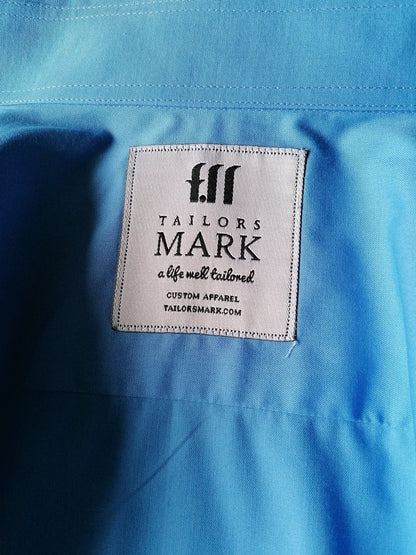 TAILORS
MARK
a life well tailored
CUSTOM APPAREL
TAILORSMARK.COM